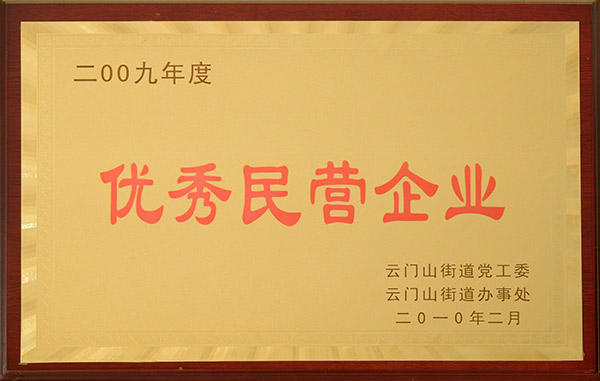 二00九年度
优秀民营企业
云门山街道党工委
云门山街道办事处
二0一0年二月